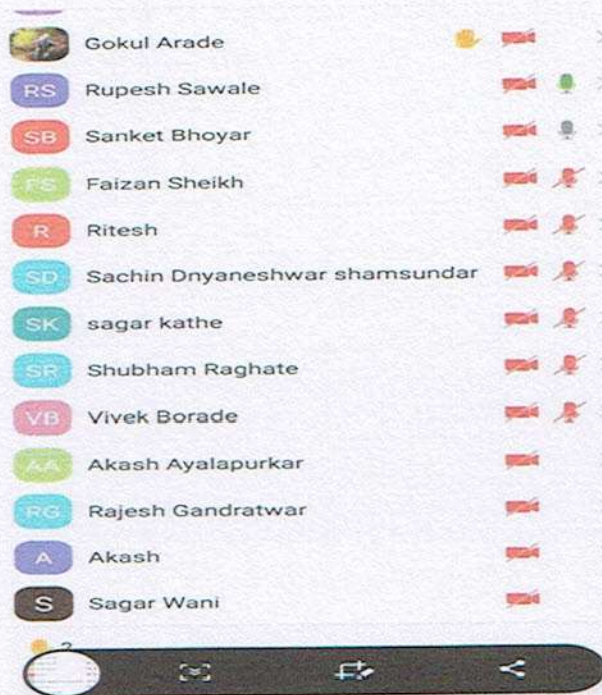 Gokul Arade
RS Rupesh Sawale
SB Sanket Bhoyar
FS Faizan Sheikh
R Ritesh
SD Sachin Dnyaneshwar shamsundar
SK sagar kathe
SR Shubham Raghate
VB Vivek Borade
AA Akash Ayalapurkar
RG Rajesh Gandratwar
A Akash
S Sagar Wani